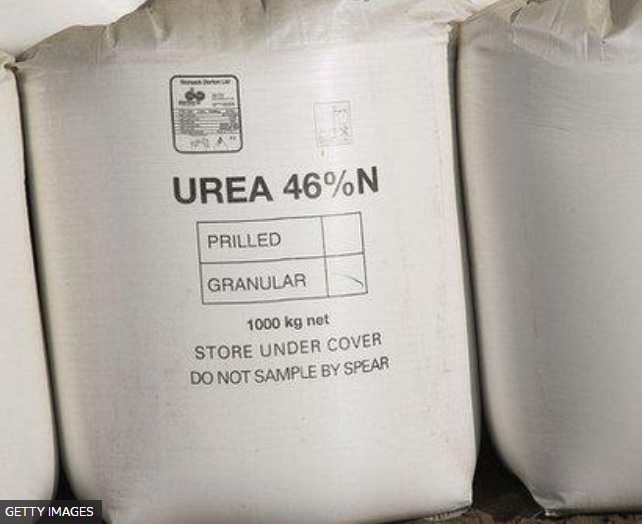 UREA 46%N
PRILLED
GRANULAR
1000 kg net
STORE UNDER COVER
DO NOT SAMPLE BY SPEAR
GETTY IMAGES